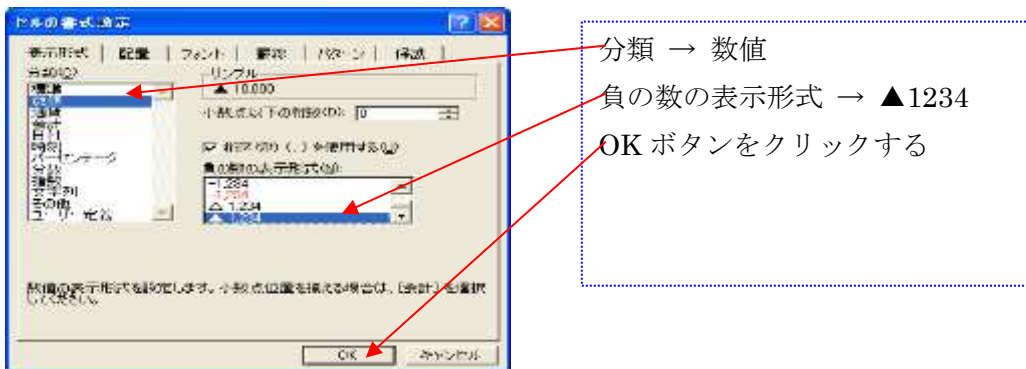 セルの書式設定
表示形式 配置 フォント 罫線 パターン 保護
分類(C)
サンプル
標準
▲ 10,000
数値
通貨
小数点以下の桁数(D): 0
会計
日付
時刻
桁区切り（,）を使用する(U)
パーセンテージ
分数
負の数の表示形式(N):
指数
-1,234
文字列
-1,234
その他
△ 1,234
ユーザー定義
▲ 1,234
数値の表示形式を設定します。小数点位置を揃える場合は、[会計] を選択
してください。
OK キャンセル
分類 → 数値
負の数の表示形式 → ▲1234
OK ボタンをクリックする